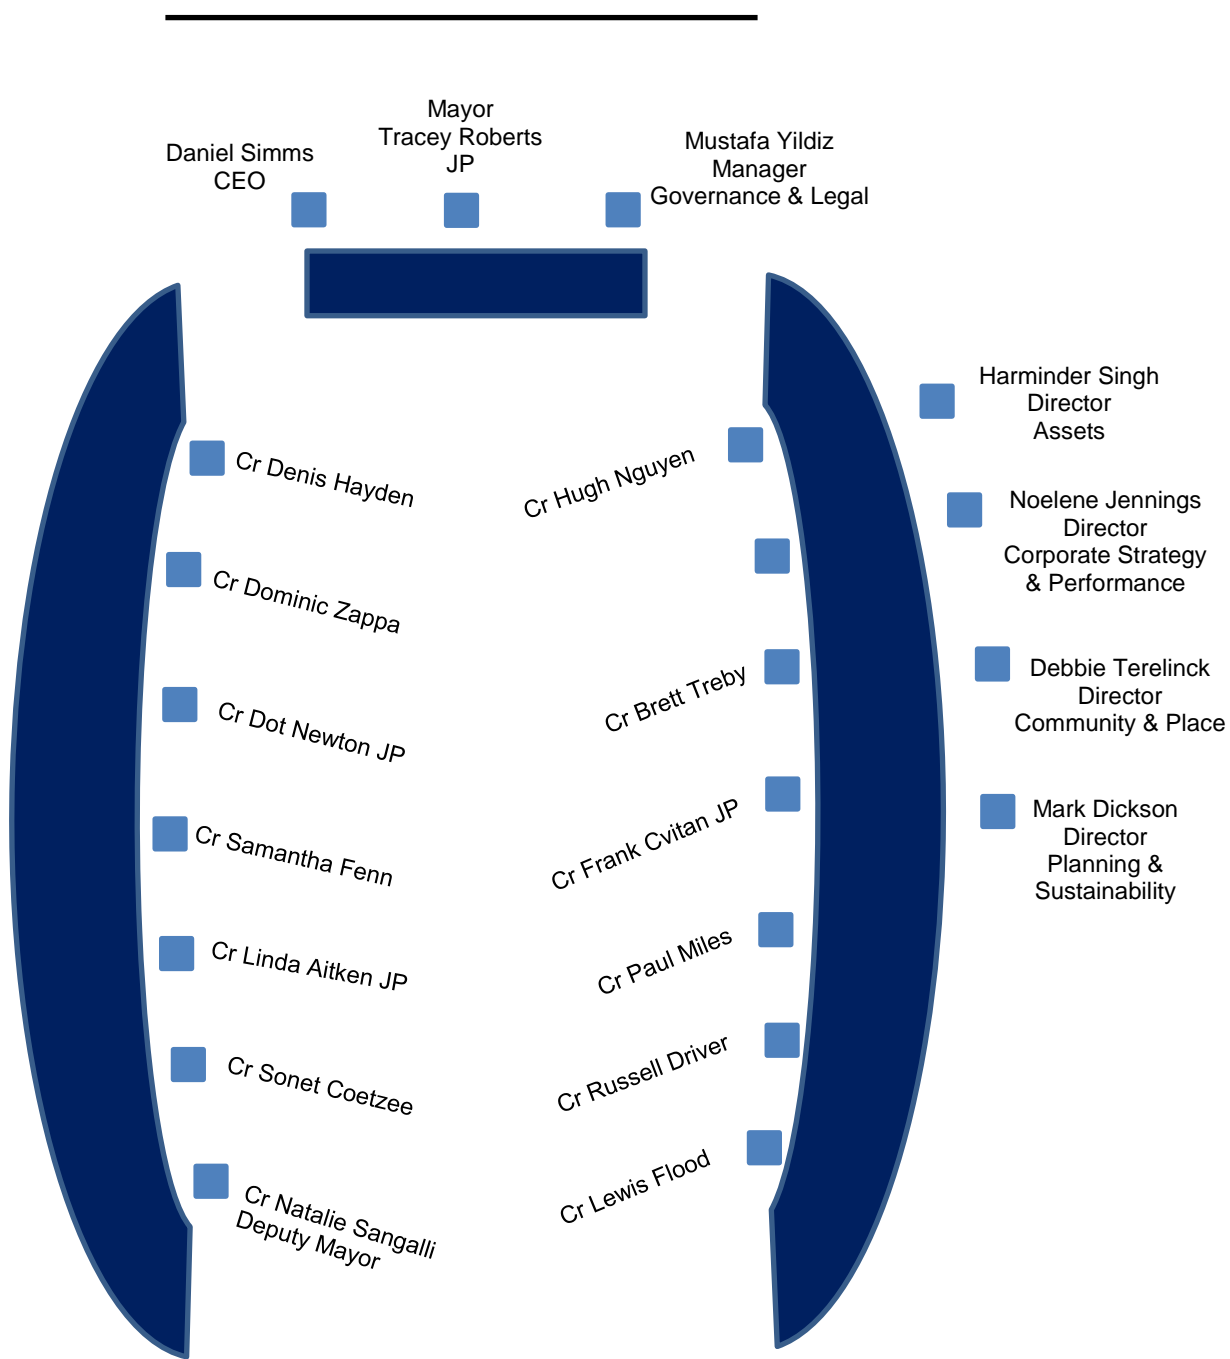 Daniel Simms
CEO
Mayor
Tracey Roberts
JP
Mustafa Yildiz
Manager
Governance & Legal
Cr Denis Hayden
Cr Dominic Zappa
Cr Dot Newton JP
Cr Samantha Fenn
Cr Linda Aitken JP
Cr Sonet Coetzee
Cr Natalie Sangalli
Deputy Mayor
Cr Hugh Nguyen
Cr Brett Treby
Cr Frank Cvitan JP
Cr Paul Miles
Cr Russell Driver
Cr Lewis Flood
Harminder Singh
Director
Assets
Noelene Jennings
Director
Corporate Strategy
& Performance
Debbie Terelinck
Director
Community & Place
Mark Dickson
Director
Planning &
Sustainability